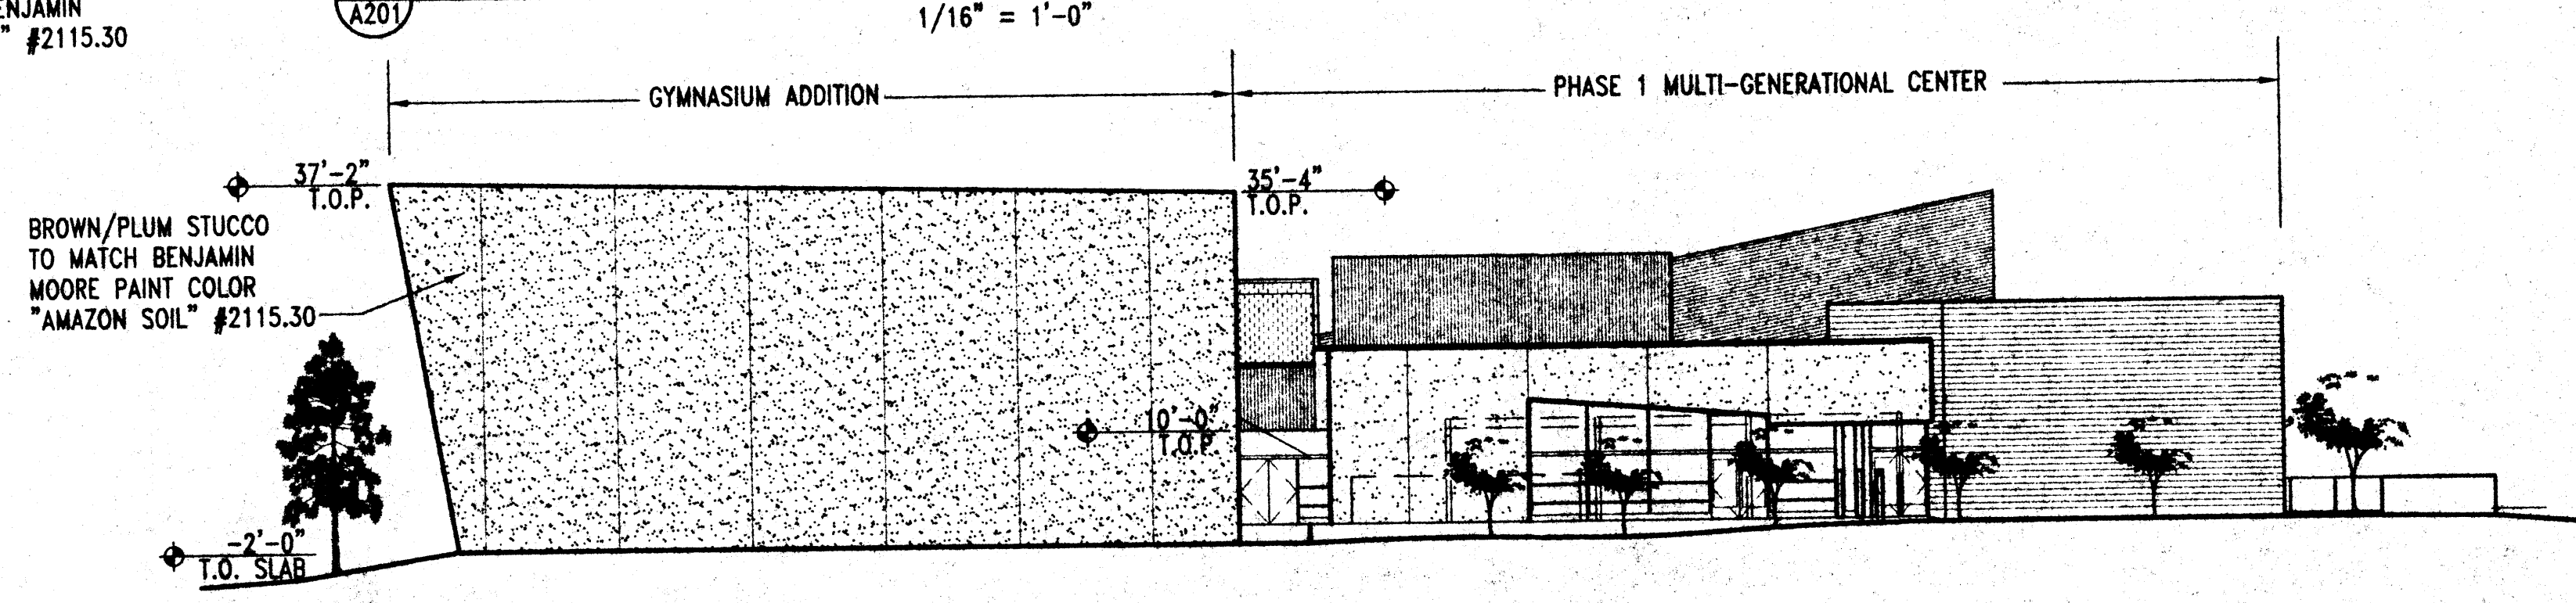 ENJAMIN
" #2115.30
A201
1/16" = 1'-0"
GYMNASIUM ADDITION
PHASE 1 MULTI-GENERATIONAL CENTER
37'-2"
T.O.P.
35'-4"
T.O.P.
BROWN/PLUM STUCCO
TO MATCH BENJAMIN
MOORE PAINT COLOR
"AMAZON SOIL" #2115.30
10'-0"
T.O.P.
-2'-0"
T.O. SLAB